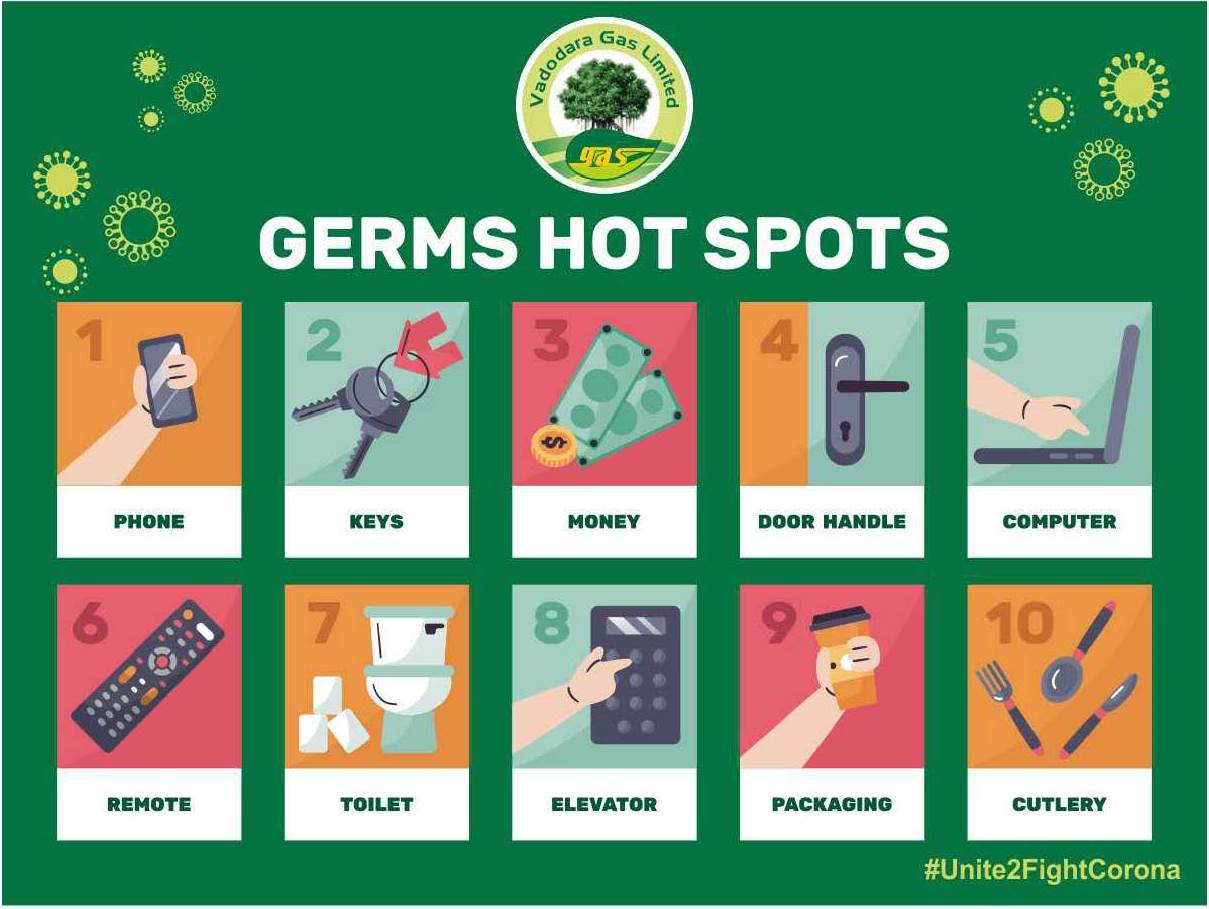 Vadodara Gas Limited
gas
GERMS HOT SPOTS
1
2
3
4
5
$
PHONE
KEYS
MONEY
DOOR HANDLE
COMPUTER
6
7
8
9
10
REMOTE
TOILET
ELEVATOR
PACKAGING
CUTLERY
#Unite2FightCorona